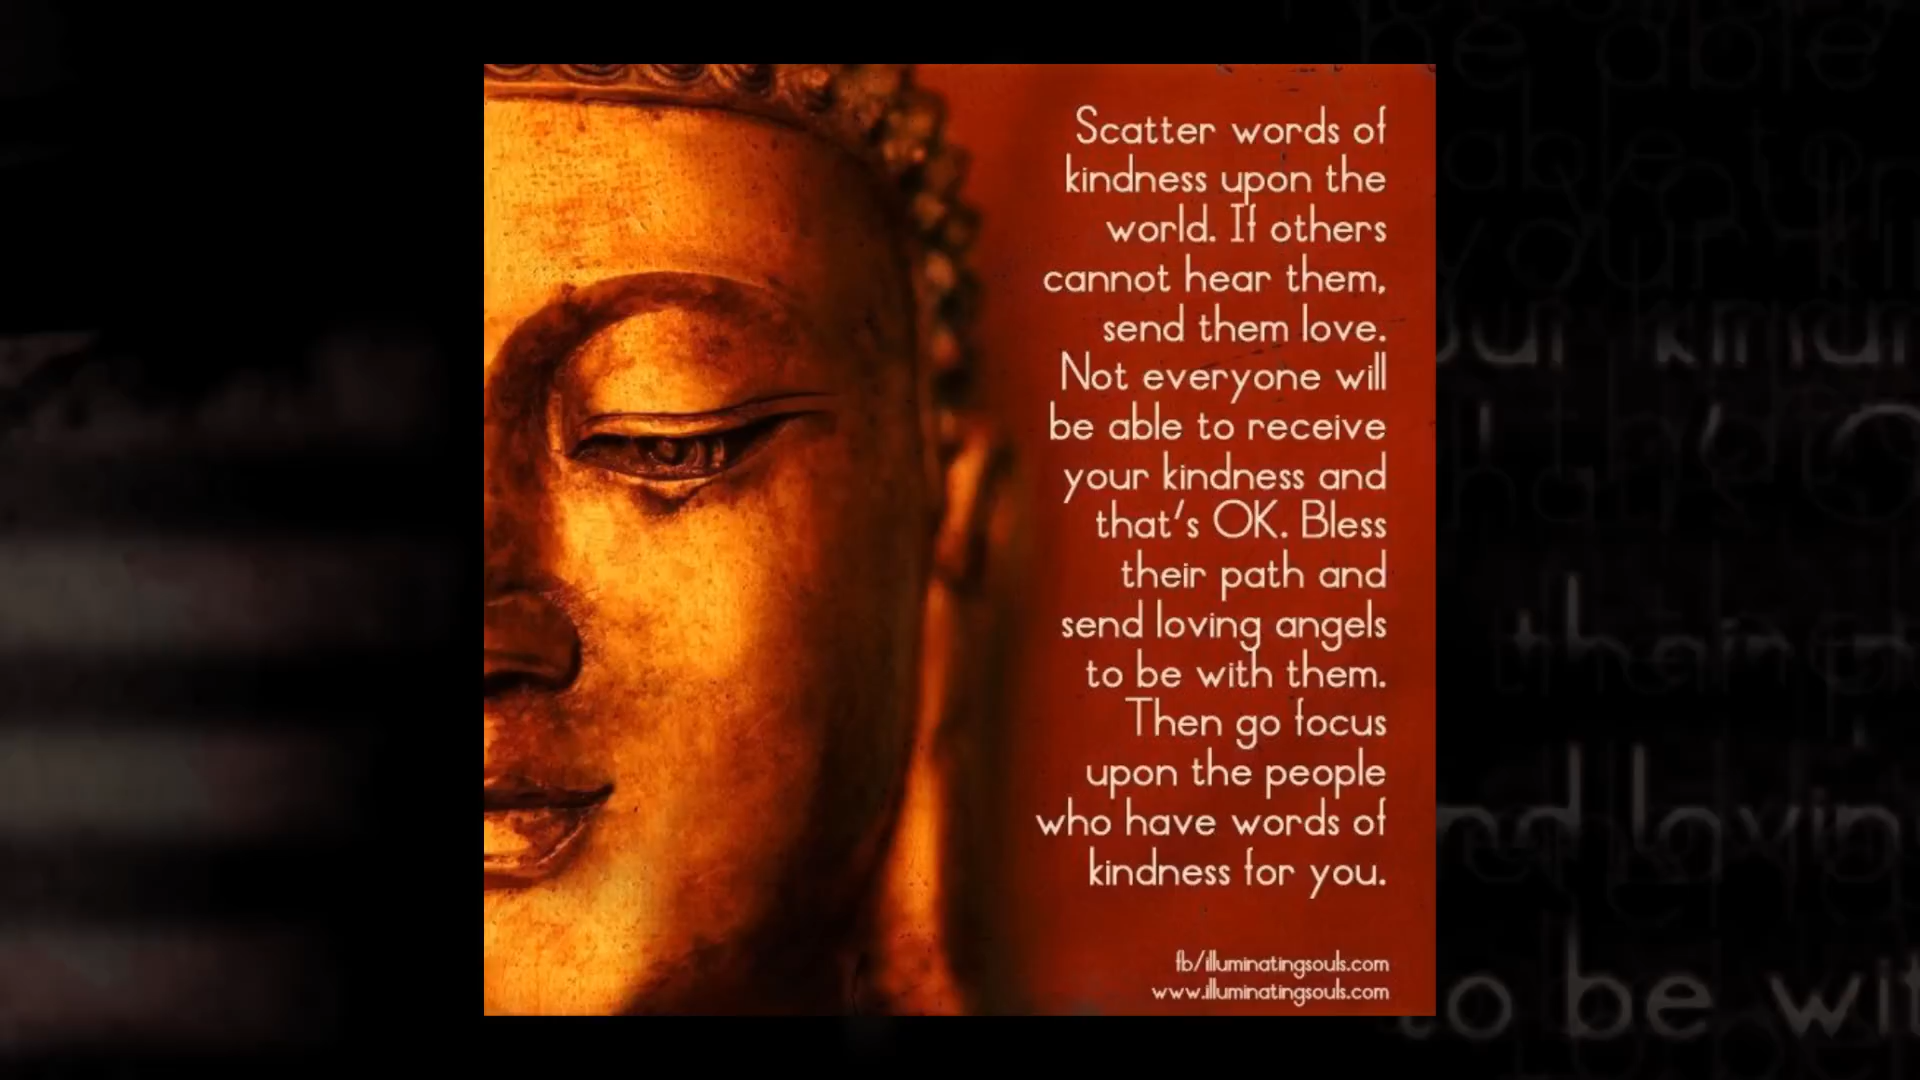 Scatter words of
kindness upon the
world. If others
cannot hear them,
send them love.
Not everyone will
be able to receive
your kindness and
that's OK. Bless
their path and
send loving angels
to be with them.
Then go focus
upon the people
who have words of
kindness for you.
fb/illuminatingsouls.com
www.illuminatingsouls.com